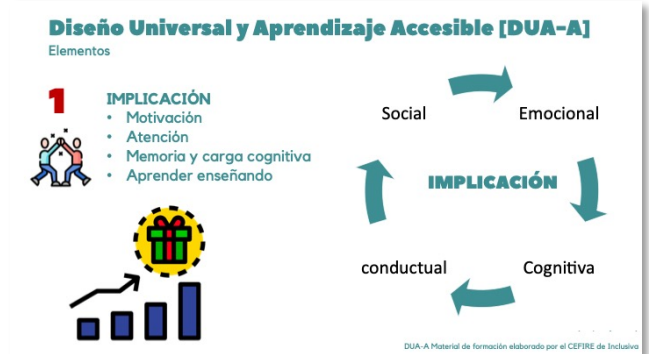 Diseño Universal y Aprendizaje Accesible [DUA-A]
Elementos
1
IMPLICACIÓN
• Motivación
• Atención
• Memoria y carga cognitiva
• Aprender enseñando
Social
Emocional
IMPLICACIÓN
conductual
Cognitiva
DUA-A Material de formación elaborado por el CEFIRE de Inclusiva